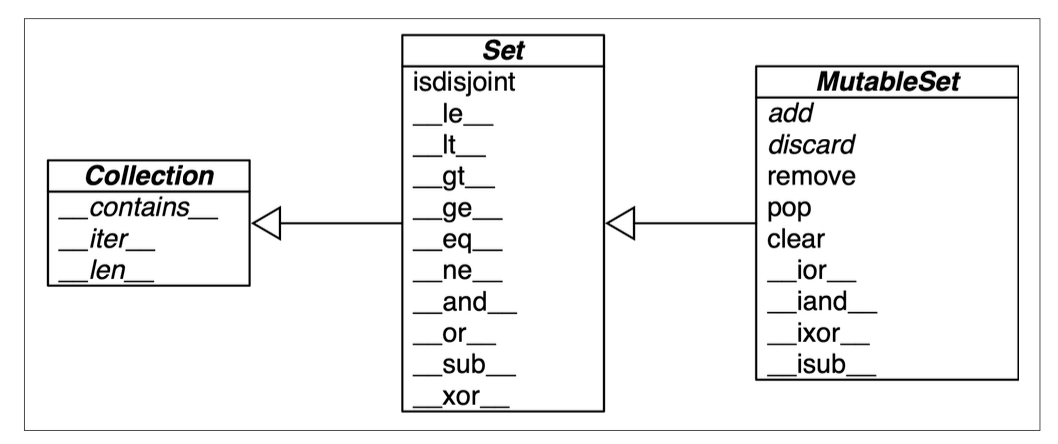 Collection
__contains__
__iter__
__len__
Set
isdisjoint
__le__
__lt__
__gt__
__ge__
__eq__
__ne__
__and__
__or__
__sub__
__xor__
MutableSet
add
discard
remove
pop
clear
__ior__
__iand__
__ixor__
__isub__